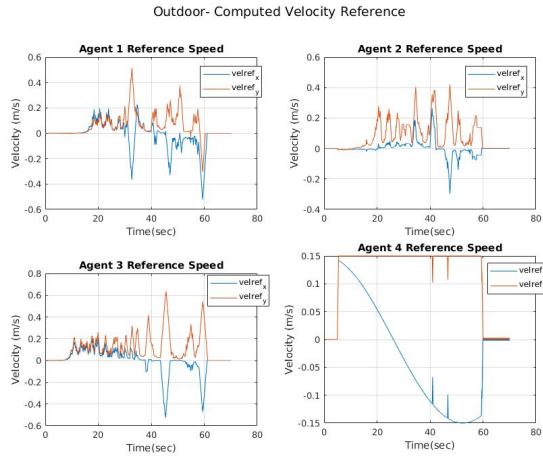 Outdoor- Computed Velocity Reference
Agent 1 Reference Speed
velref_x
velref_y
Velocity (m/s)
0.6
0.4
0.2
0
-0.2
-0.4
-0.6
0 20 40 60 80
Time(sec)
Agent 2 Reference Speed
velref_x
velref_y
Velocity (m/s)
0.6
0.4
0.2
0
-0.2
-0.4
0 20 40 60 80
Time(sec)
Agent 3 Reference Speed
velref_x
velref_y
Velocity (m/s)
0.8
0.6
0.4
0.2
0
-0.2
-0.4
-0.6
0 20 40 60 80
Time(sec)
Agent 4 Reference Speed
velref
velref
Velocity (m/s)
0.15
0.1
0.05
0
-0.05
-0.1
-0.15
0 20 40 60 80
Time(sec)